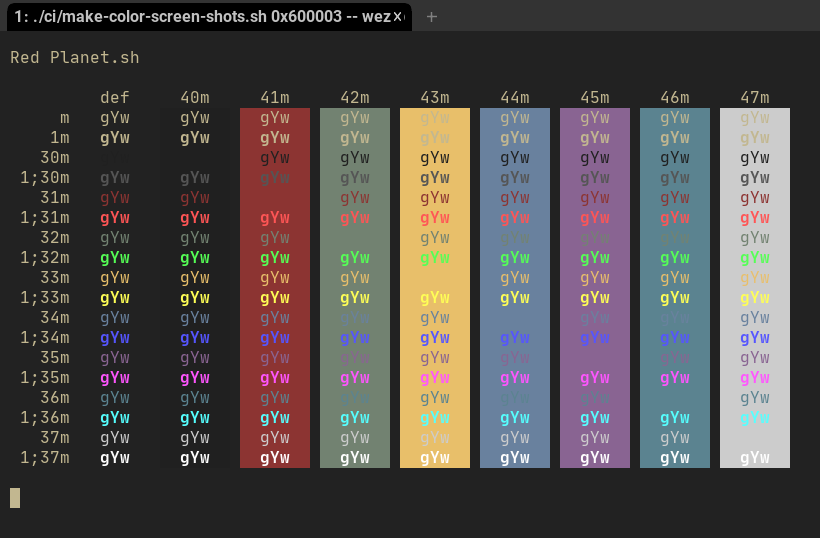 1: ./ci/make-color-screen-shots.sh 0x600003 -- wez
Red Planet.sh
def 40m 41m 42m 43m 44m 45m 46m 47m
m gYw gYw gYw gYw gYw gYw gYw gYw gYw
1m gYw gYw gYw gYw gYw gYw gYw gYw gYw
30m gYw gYw gYw gYw gYw gYw gYw
1;30m gYw gYw gYw gYw gYw gYw gYw gYw gYw
31m gYw gYw gYw gYw gYw gYw gYw gYw
1;31m gYw gYw gYw gYw gYw gYw gYw gYw gYw
32m gYw gYw gYw gYw gYw gYw gYw gYw
1;32m gYw gYw gYw gYw gYw gYw gYw gYw gYw
33m gYw gYw gYw gYw gYw gYw gYw gYw
1;33m gYw gYw gYw gYw gYw gYw gYw gYw gYw
34m gYw gYw gYw gYw gYw gYw gYw gYw
1;34m gYw gYw gYw gYw gYw gYw gYw gYw gYw
35m gYw gYw gYw gYw gYw gYw gYw gYw
1;35m gYw gYw gYw gYw gYw gYw gYw gYw gYw
36m gYw gYw gYw gYw gYw gYw gYw gYw
1;36m gYw gYw gYw gYw gYw gYw gYw gYw gYw
37m gYw gYw gYw gYw gYw gYw gYw gYw
1;37m gYw gYw gYw gYw gYw gYw gYw gYw gYw